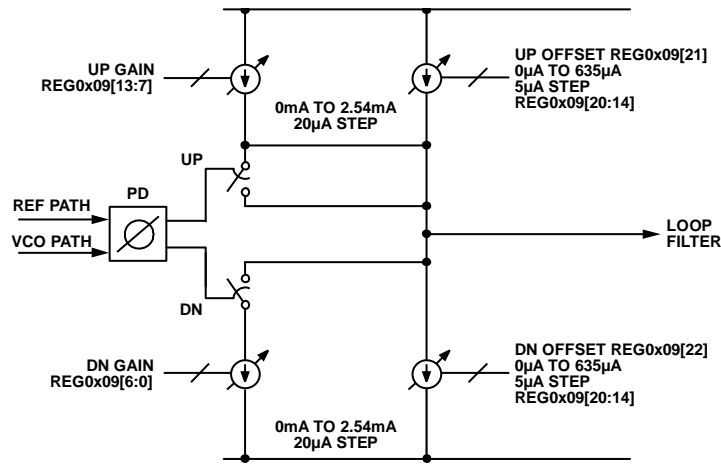 UP GAIN
REG0x09[13:7]
0mA TO 2.54mA
20µA STEP
UP OFFSET REG0x09[21]
0µA TO 635µA
5µA STEP
REG0x09[20:14]
UP
PD
REF PATH
VCO PATH
LOOP
FILTER
DN
DN GAIN
REG0x09[6:0]
0mA TO 2.54mA
20µA STEP
DN OFFSET REG0x09[22]
0µA TO 635µA
5µA STEP
REG0x09[20:14]